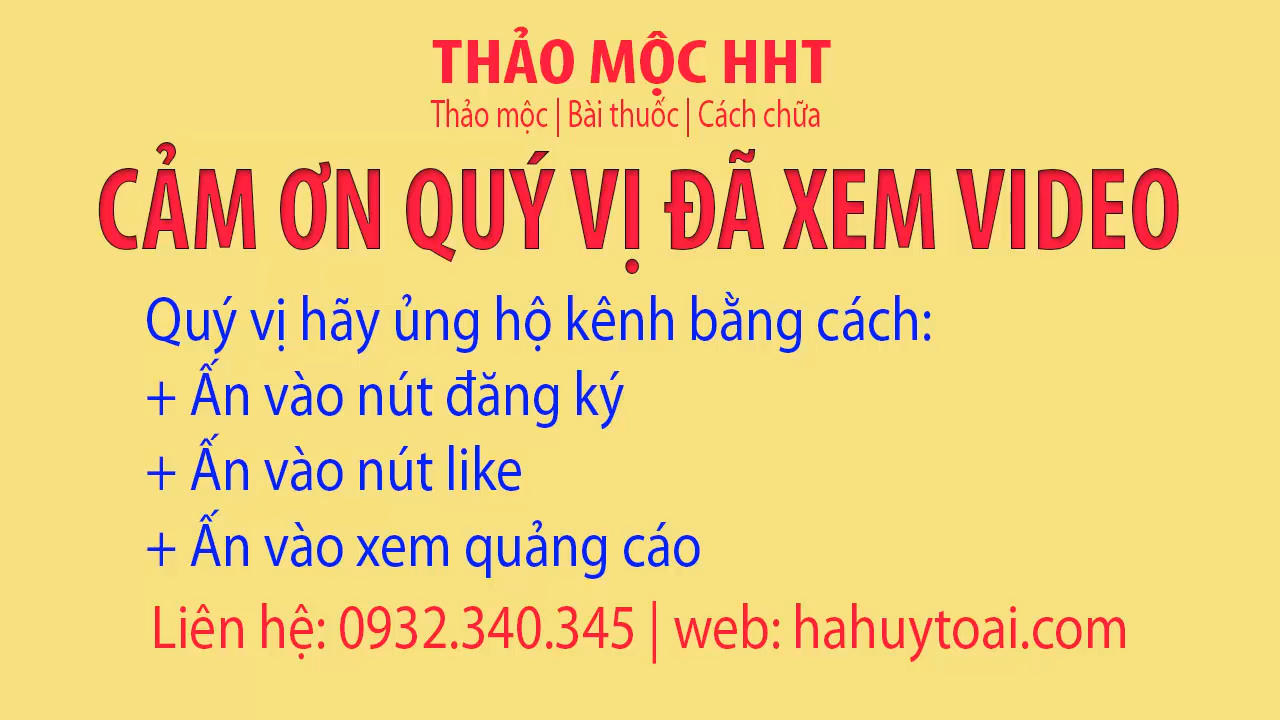 THẢO MỘC HHT
Thảo mộc | Bài thuốc | Cách chữa
CẢM ƠN QUÝ VỊ ĐÃ XEM VIDEO
Quý vị hãy ủng hộ kênh bằng cách:
+ Ấn vào nút đăng ký
+ Ấn vào nút like
+ Ấn vào xem quảng cáo
Liên hệ: 0932.340.345 | web: hahuytoai.com